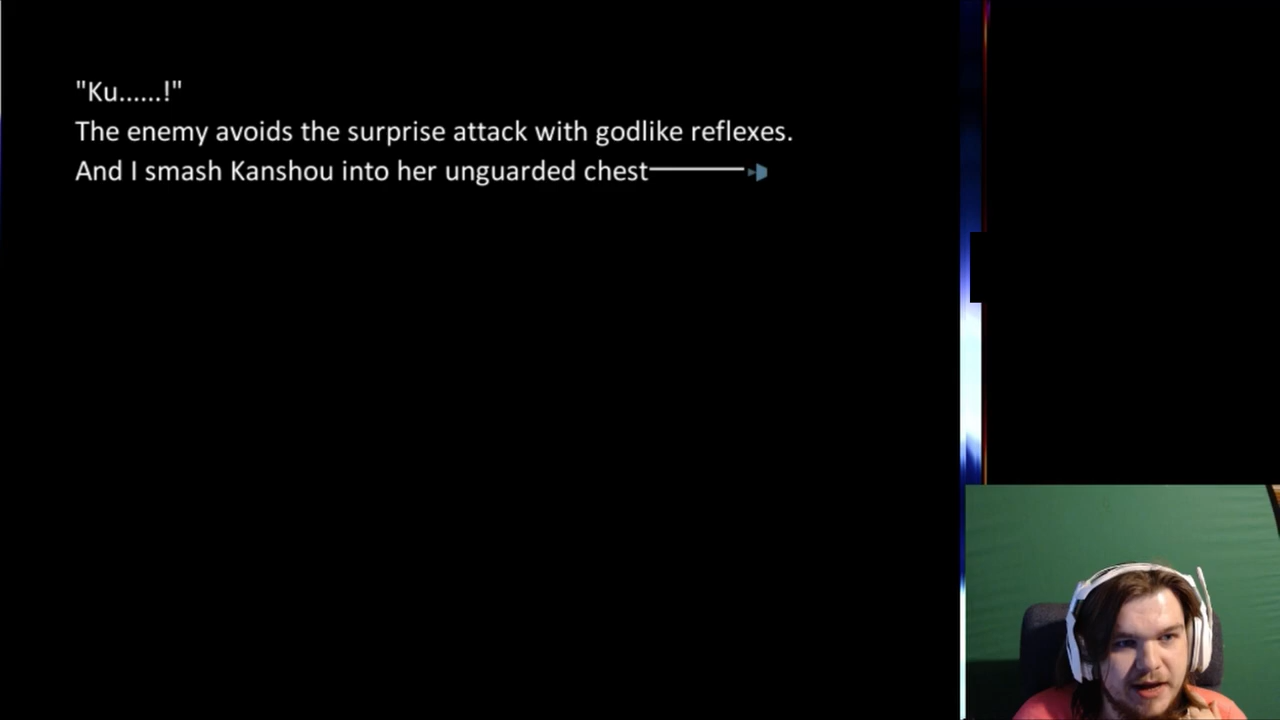 "Ku......!"
The enemy avoids the surprise attack with godlike reflexes.
And I smash Kanshou into her unguarded chest————